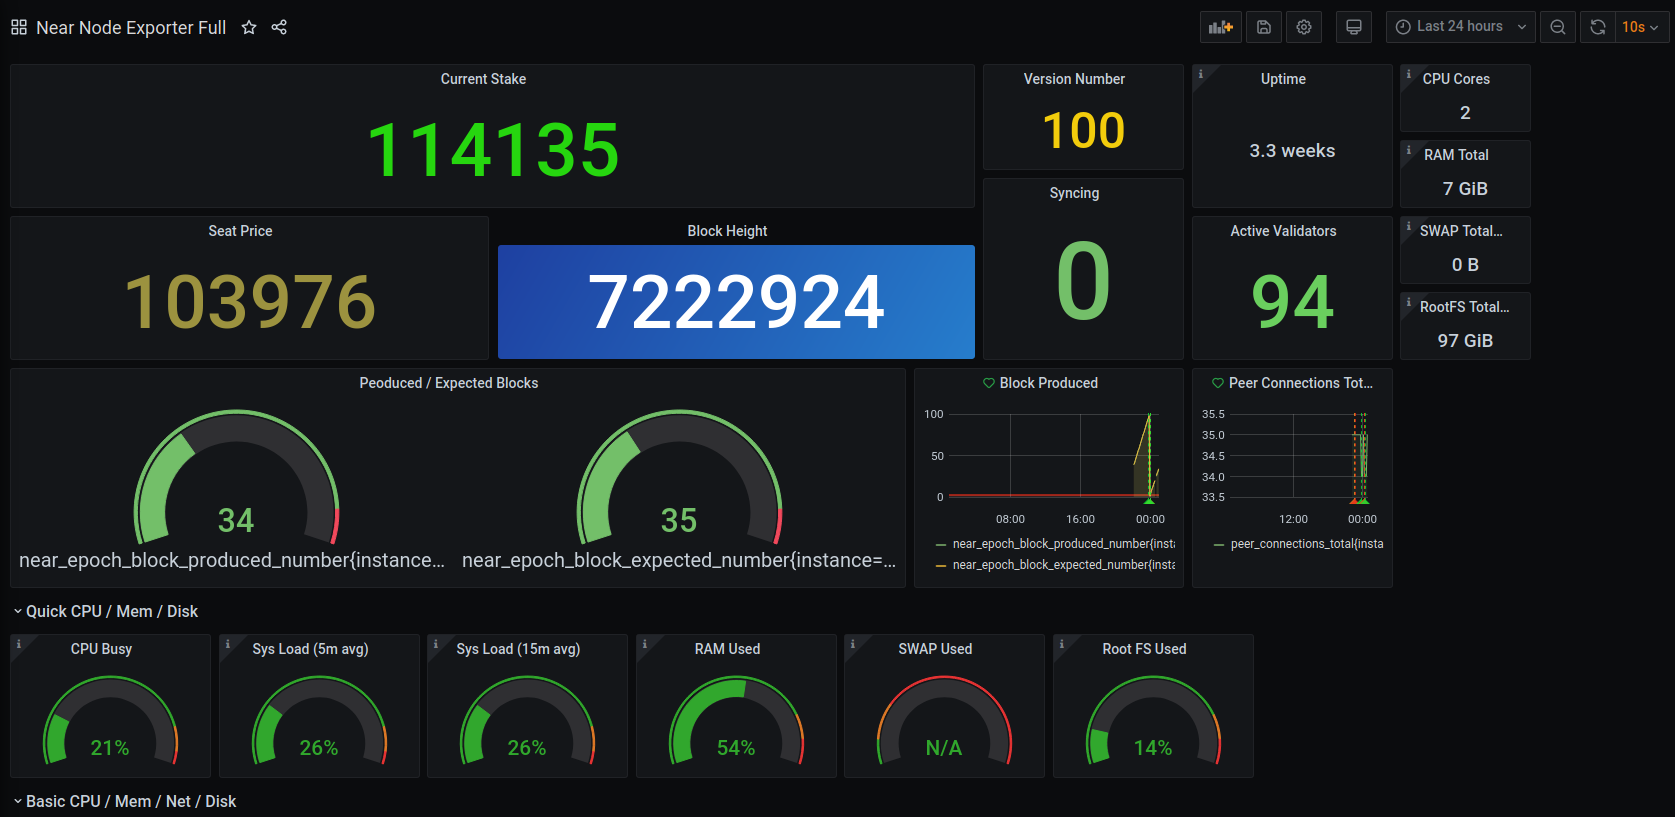 Near Node Exporter Full
Last 24 hours
10s
Current Stake
114135
Version Number
100
Uptime
3.3 weeks
CPU Cores
2
RAM Total
7 GiB
Seat Price
103976
Block Height
7222924
Syncing
0
Active Validators
94
SWAP Total...
0 B
RootFS Total...
97 GiB
Peoduced / Expected Blocks
34
near_epoch_block_produced_number{instance...
35
near_epoch_block_expected_number{instance=...
Block Produced
100
50
0
08:00 16:00 00:00
near_epoch_block_produced_number{insta
near_epoch_block_expected_number{insta
Peer Connections Tot...
35.5
35.0
34.5
34.0
33.5
12:00 00:00
peer_connections_total{insta
Quick CPU / Mem / Disk
CPU Busy
21%
Sys Load (5m avg)
26%
Sys Load (15m avg)
26%
RAM Used
54%
SWAP Used
N/A
Root FS Used
14%
Basic CPU / Mem / Net / Disk